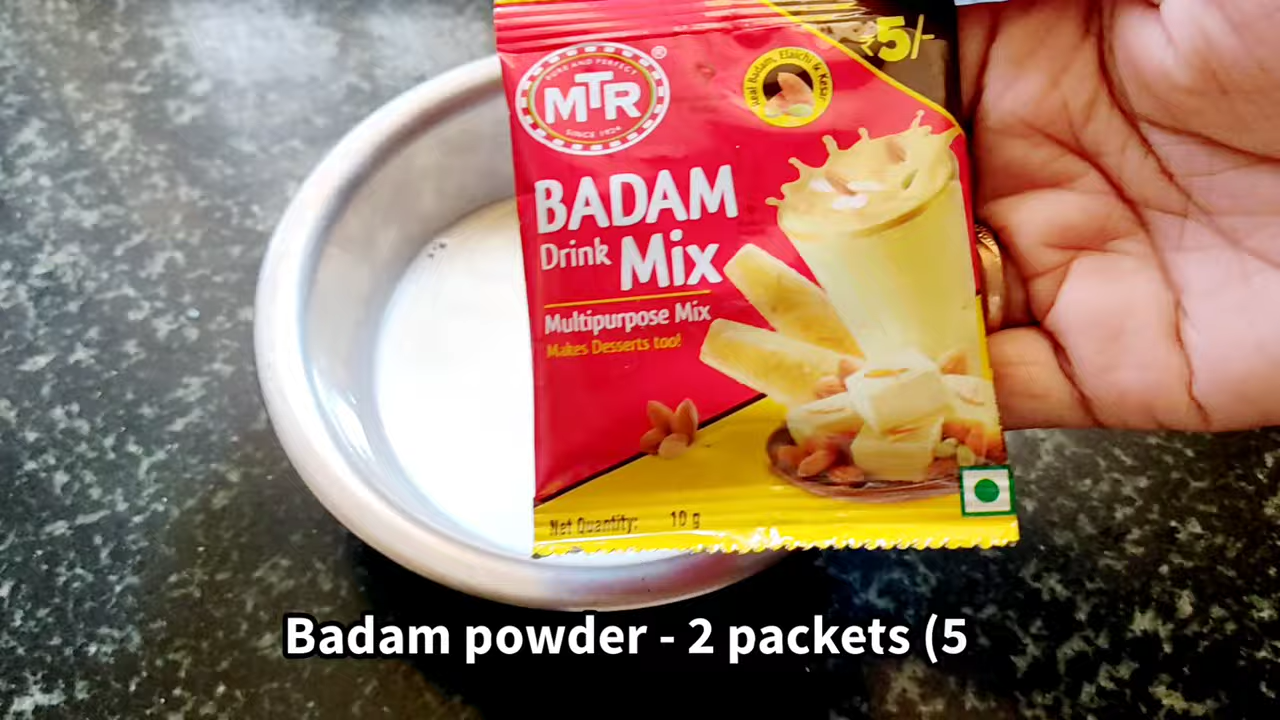 ₹5/-
PURE AND PERFECT
MTR
SINCE 1924
®
Real Badam, Elaichi & Kesar
BADAM
Drink Mix
Multipurpose Mix
Makes Desserts too!
Net Quantity: 10 g
Badam powder - 2 packets (5